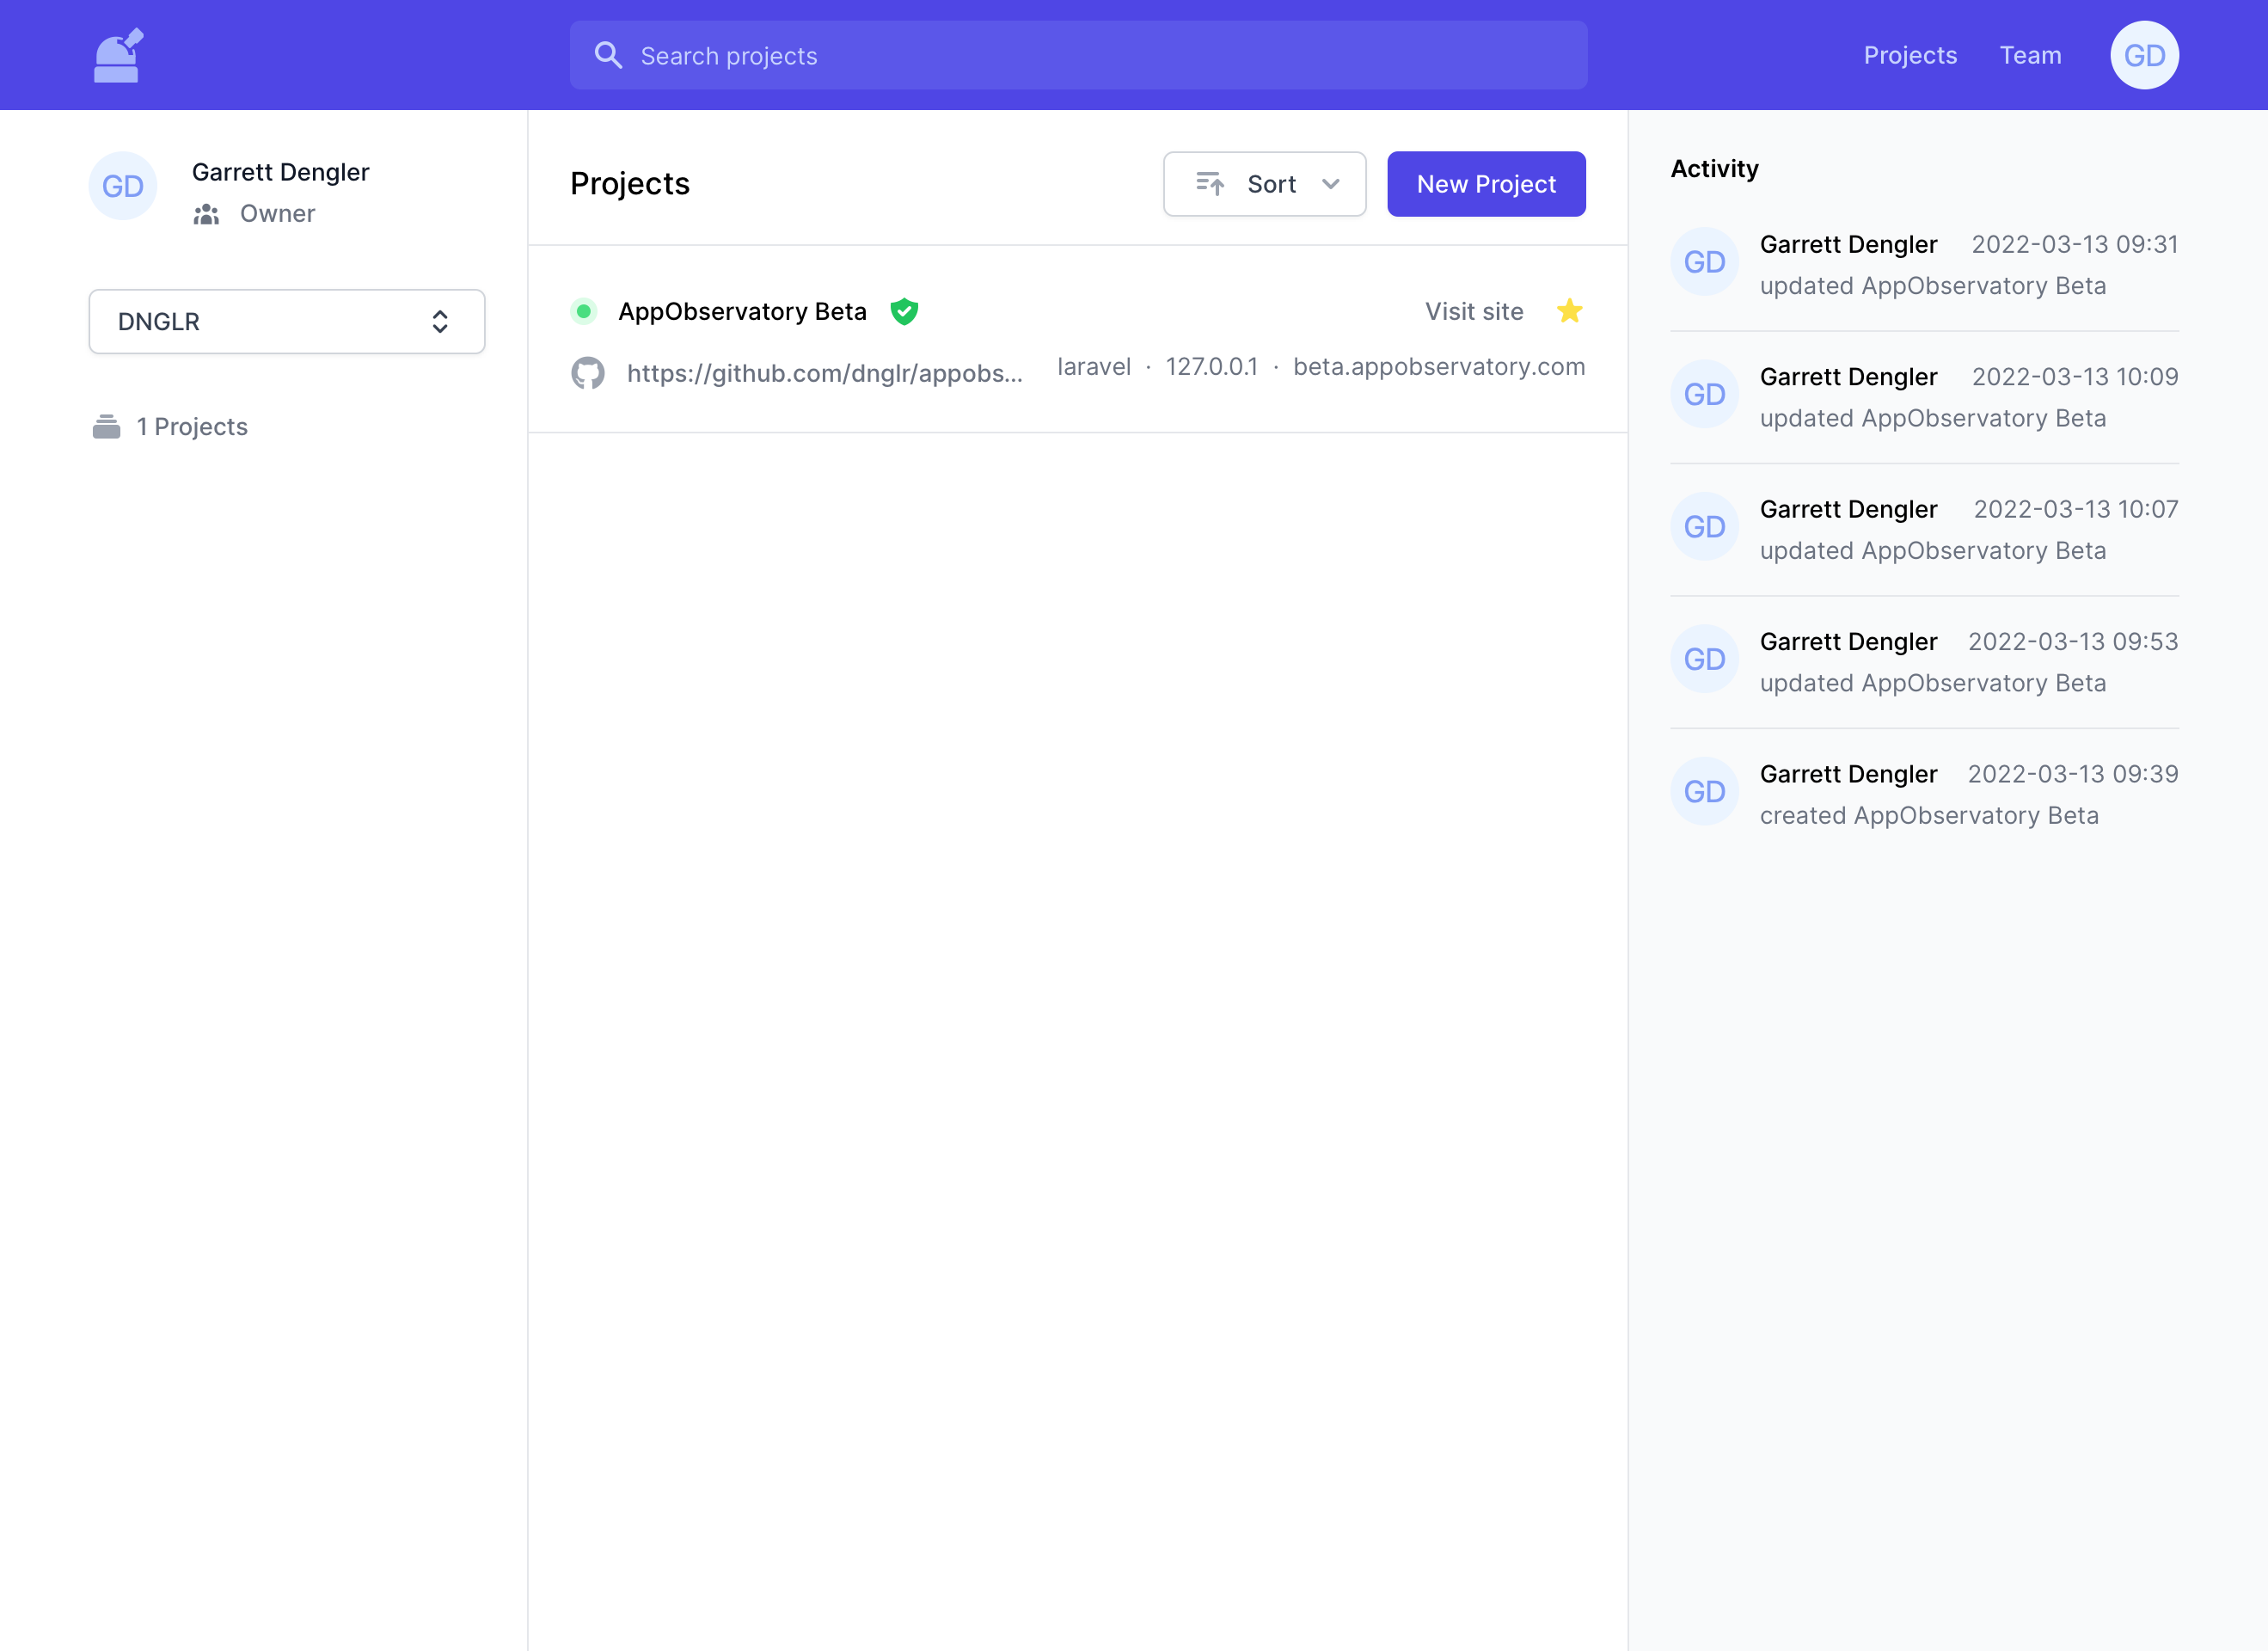 Search projects
Projects
Team
GD
GD
Garrett Dengler
Owner
DNGLR
1 Projects
Projects
Sort
New Project
AppObservatory Beta
Visit site
https://github.com/dnglr/appobs...
laravel · 127.0.0.1 · beta.appobservatory.com
Activity
GD
Garrett Dengler 2022-03-13 09:31
updated AppObservatory Beta
GD
Garrett Dengler 2022-03-13 10:09
updated AppObservatory Beta
GD
Garrett Dengler 2022-03-13 10:07
updated AppObservatory Beta
GD
Garrett Dengler 2022-03-13 09:53
updated AppObservatory Beta
GD
Garrett Dengler 2022-03-13 09:39
created AppObservatory Beta